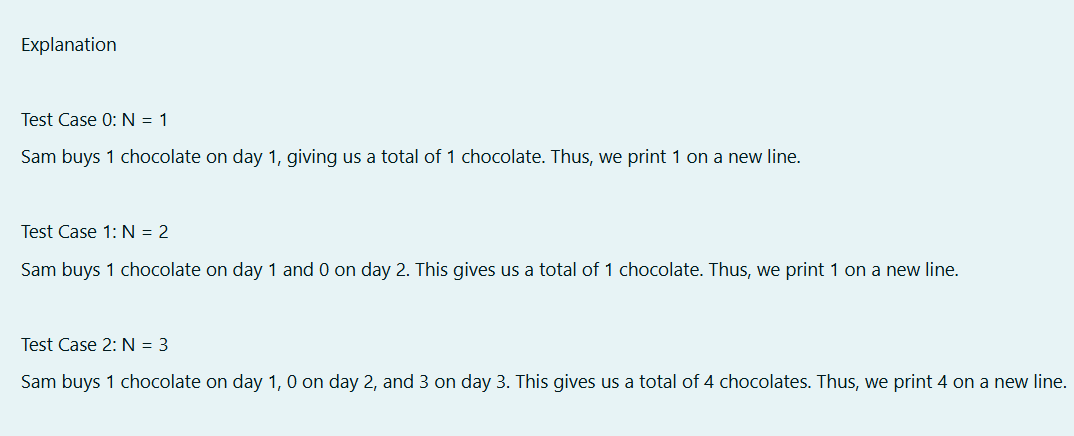 Explanation
Test Case 0: N = 1
Sam buys 1 chocolate on day 1, giving us a total of 1 chocolate. Thus, we print 1 on a new line.
Test Case 1: N = 2
Sam buys 1 chocolate on day 1 and 0 on day 2. This gives us a total of 1 chocolate. Thus, we print 1 on a new line.
Test Case 2: N = 3
Sam buys 1 chocolate on day 1, 0 on day 2, and 3 on day 3. This gives us a total of 4 chocolates. Thus, we print 4 on a new line.